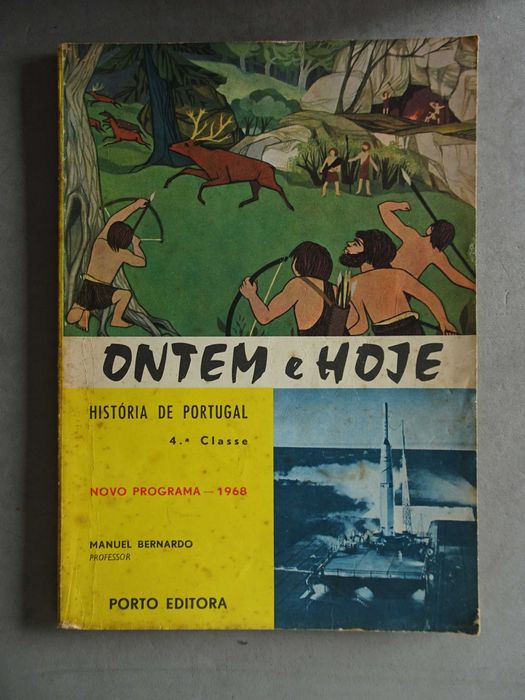 ONTEM e HOJE
HISTÓRIA DE PORTUGAL
4.ª Classe
NOVO PROGRAMA — 1968
MANUEL BERNARDO
PROFESSOR
PORTO EDITORA